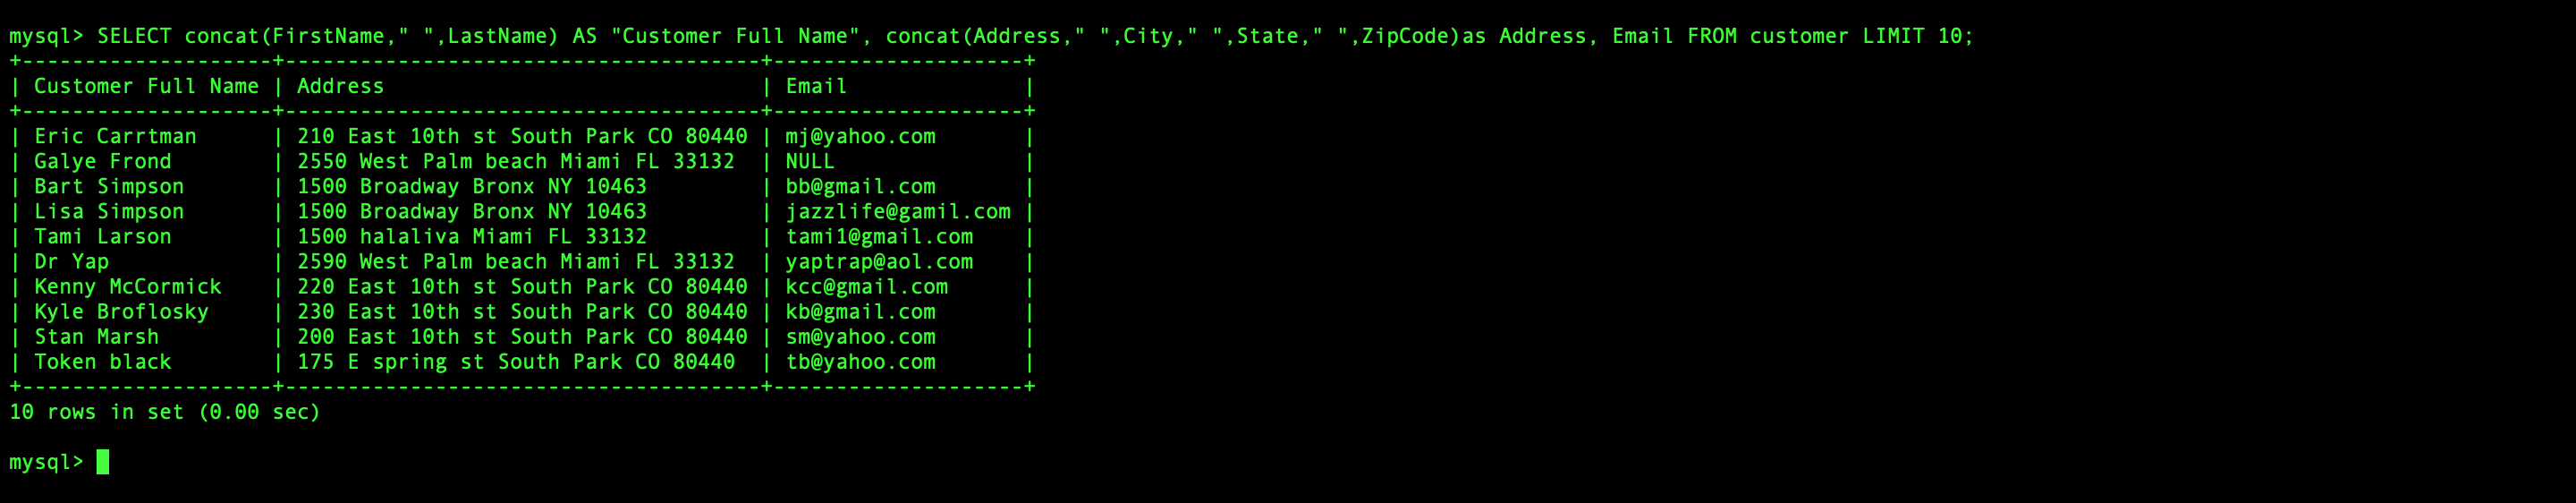 mysql> SELECT concat(FirstName," ",LastName) AS "Customer Full Name", concat(Address," ",City," ",State," ",ZipCode)as Address, Email FROM customer LIMIT 10;
+--------------------+--------------------------------------+--------------------+
| Customer Full Name | Address                              | Email              |
+--------------------+--------------------------------------+--------------------+
| Eric Carrtman      | 210 East 10th st South Park CO 80440 | mj@yahoo.com       |
| Galye Frond        | 2550 West Palm beach Miami FL 33132  | NULL               |
| Bart Simpson       | 1500 Broadway Bronx NY 10463         | bb@gmail.com       |
| Lisa Simpson       | 1500 Broadway Bronx NY 10463         | jazzlife@gamil.com |
| Tami Larson        | 1500 halaliva Miami FL 33132         | tami1@gmail.com    |
| Dr Yap             | 2590 West Palm beach Miami FL 33132  | yaptrap@aol.com    |
| Kenny McCormick    | 220 East 10th st South Park CO 80440 | kcc@gmail.com      |
| Kyle Broflosky     | 230 East 10th st South Park CO 80440 | kb@gmail.com       |
| Stan Marsh         | 200 East 10th st South Park CO 80440 | sm@yahoo.com       |
| Token black        | 175 E spring st South Park CO 80440  | tb@yahoo.com       |
+--------------------+--------------------------------------+--------------------+
10 rows in set (0.00 sec)
mysql>